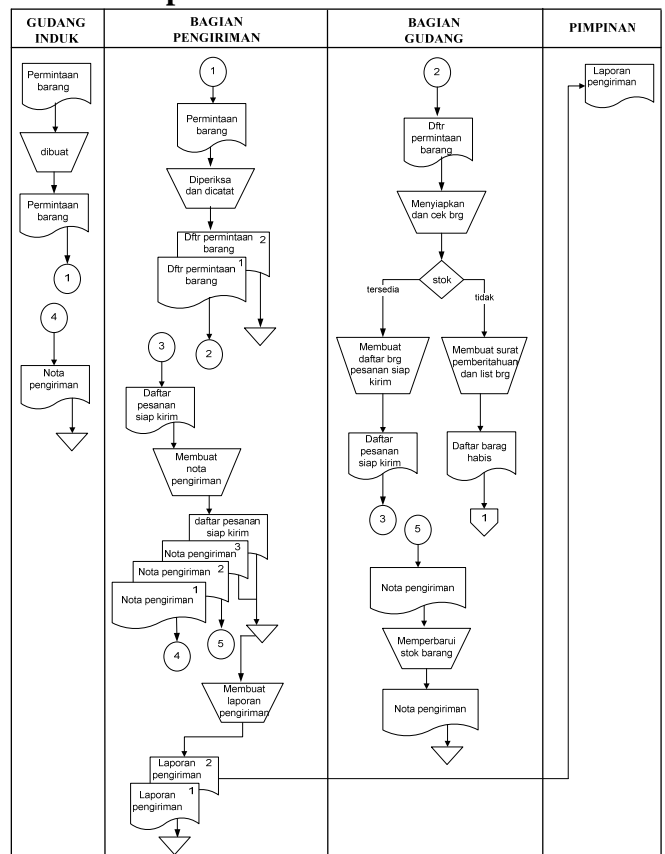 GUDANG
INDUK
BAGIAN
PENGIRIMAN
BAGIAN
GUDANG
PIMPINAN
Permintaan
barang
dibuat
Permintaan
barang
1
4
Nota
pengiriman
1
Permintaan
barang
Diperiksa
dan dicatat
Dftr permintaan 2
barang
Dftr permintaan 1
barang
2
3
Daftar
pesanan
siap kirim
Membuat
nota
pengiriman
daftar pesanan
siap kirim
Nota pengiriman 3
Nota pengiriman 2
Nota pengiriman 1
4
5
Membuat
laporan
pengiriman
Laporan 2
pengiriman
Laporan 1
pengiriman
2
Dftr
permintaan
barang
Menyiapkan
dan cek brg
stok
tersedia
tidak
Membuat
daftar brg
pesanan siap
kirim
Membuat surat
pemberitahuan
dan list brg
Daftar
pesanan
siap kirim
Daftar barag
habis
3
1
5
Nota pengiriman
Memperbarui
stok barang
Nota pengiriman
Laporan
pengiriman